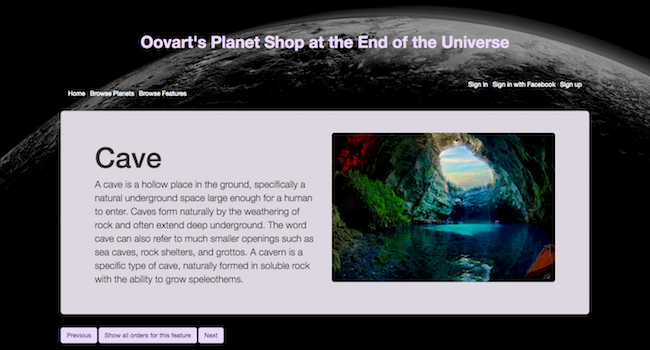 Oovart's Planet Shop at the End of the Universe
Sign in Sign in with Facebook Sign up
Home Browse Planets Browse Features
Cave
A cave is a hollow place in the ground, specifically a
natural underground space large enough for a human
to enter. Caves form naturally by the weathering of
rock and often extend deep underground. The word
cave can also refer to much smaller openings such as
sea caves, rock shelters, and grottos. A cavern is a
specific type of cave, naturally formed in soluble rock
with the ability to grow speleothems.
Previous Show all orders for this feature Next